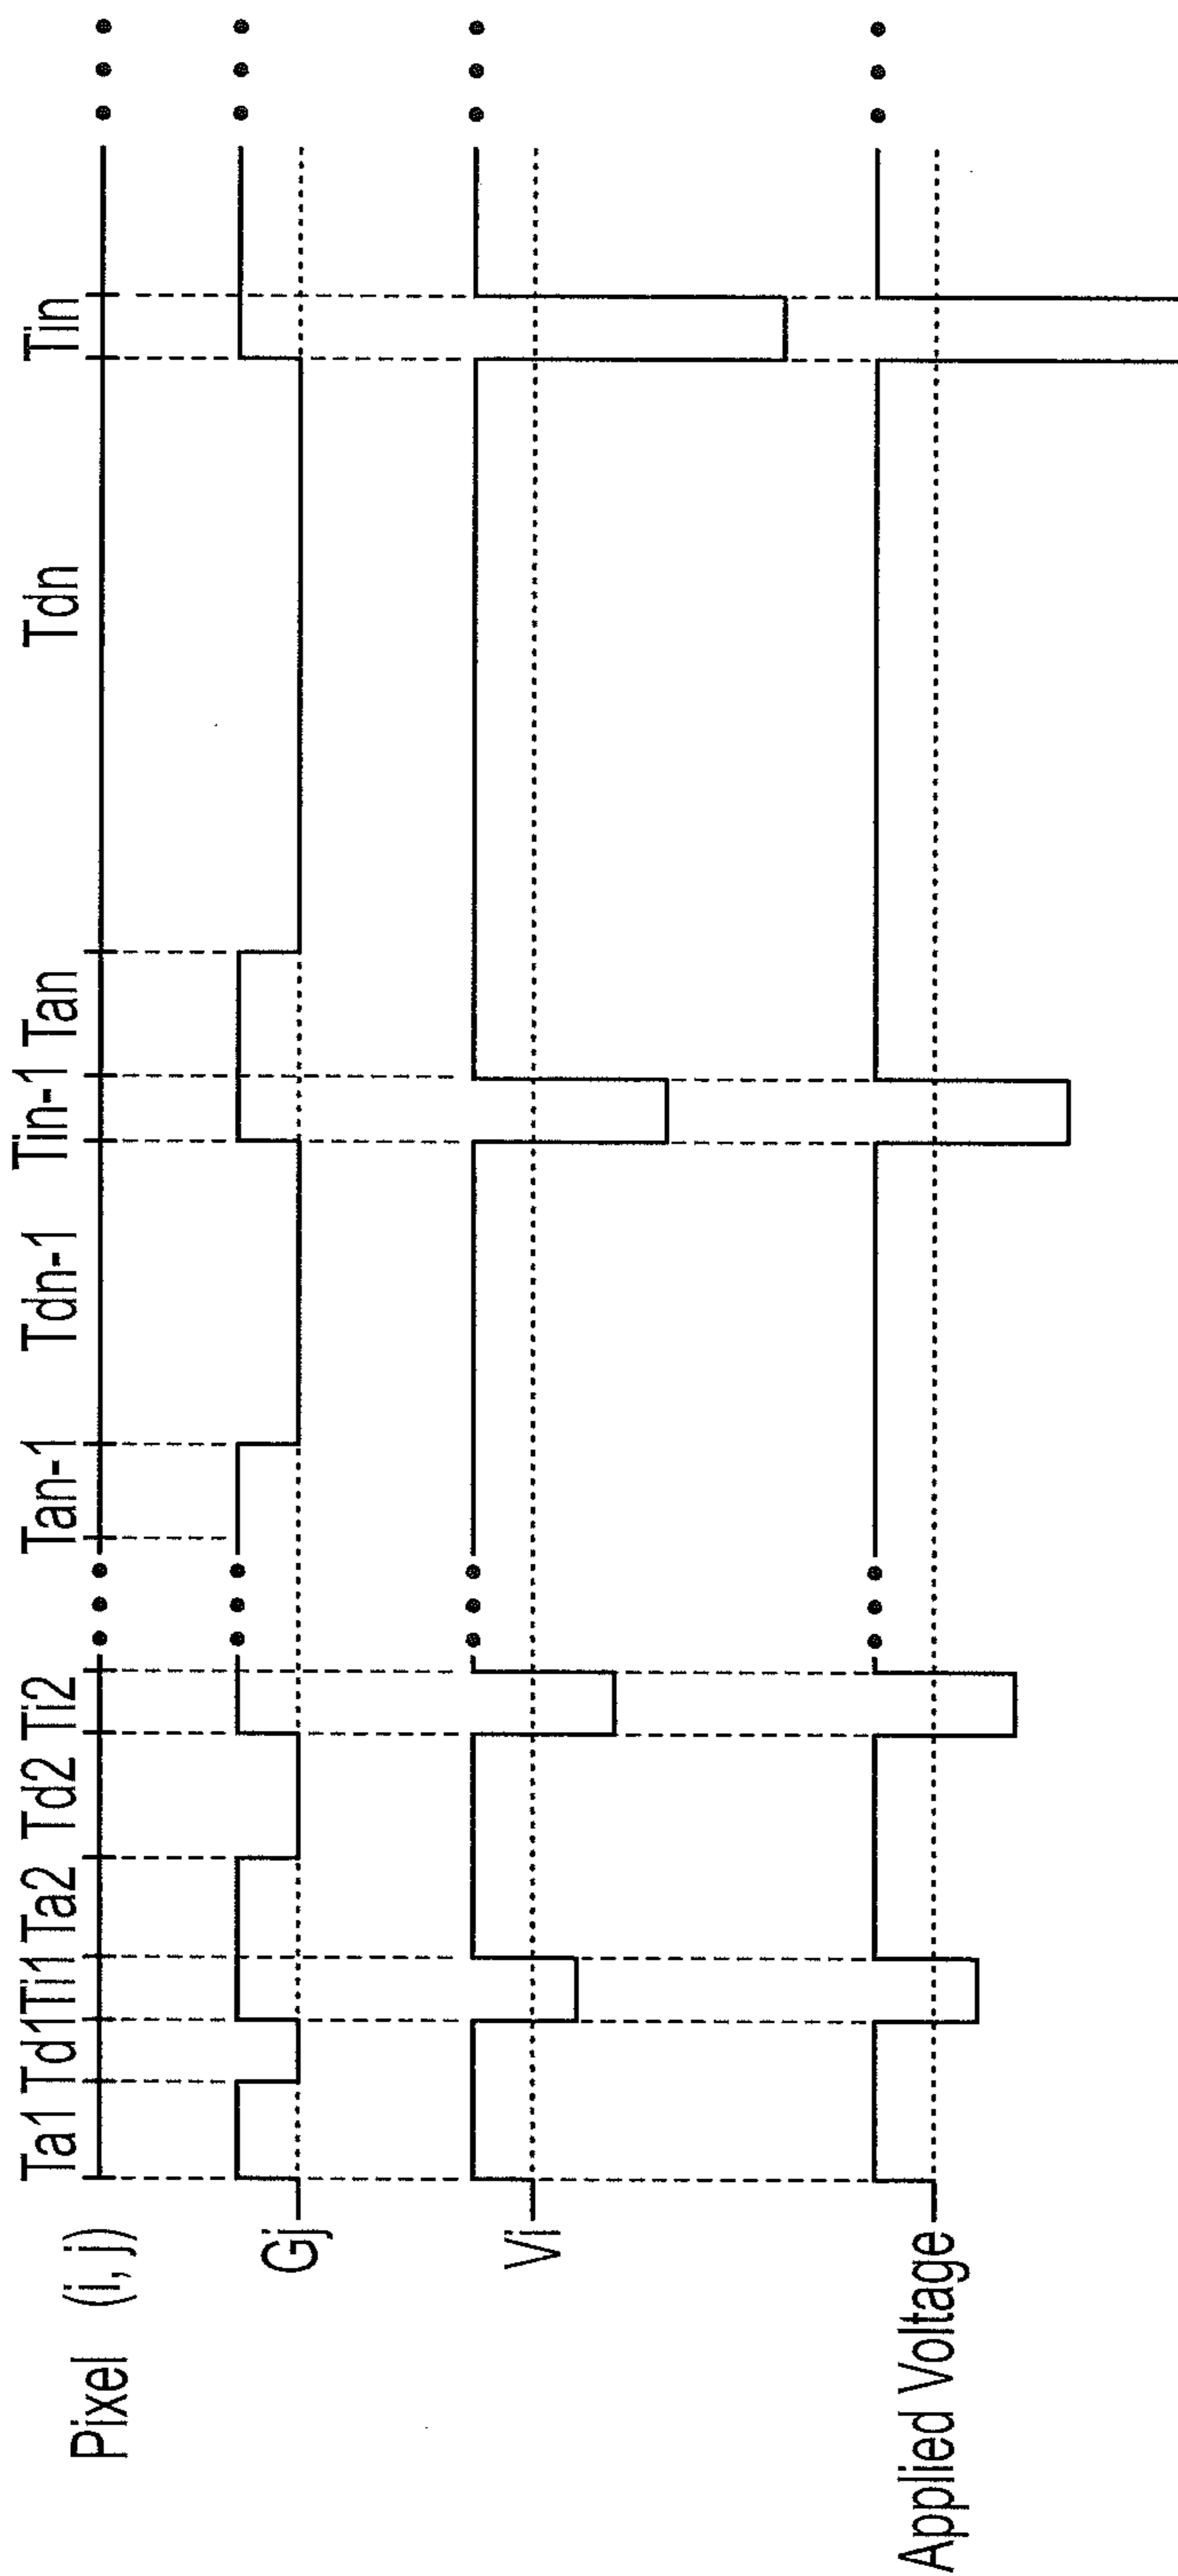 Pixel (i, j)
Ta1 Td1 Ti1 Ta2 Td2 Ti2 Tan-1 Tdn-1 Tin-1 Tan Tdn Tin
Gj
Vi
Applied Voltage